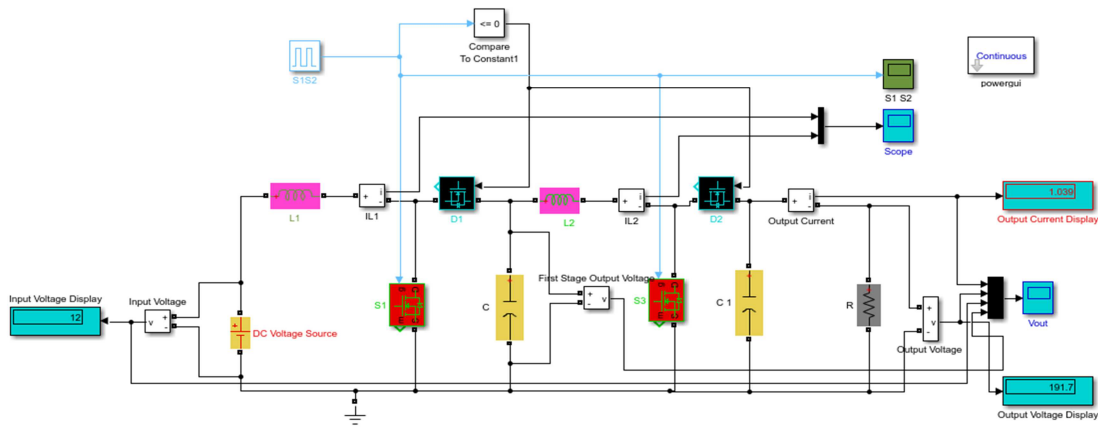 <= 0
Compare
To Constant1
S1S2
Continuous
powergui
S1 S2
Scope
L1
IL1
D1
L2
IL2
D2
Output Current
1.039
Output Current Display
Input Voltage Display
12
Input Voltage
v
DC Voltage Source
S1
C
First Stage Output Voltage
v
S3
C 1
R
v
Output Voltage
Vout
191.7
Output Voltage Display